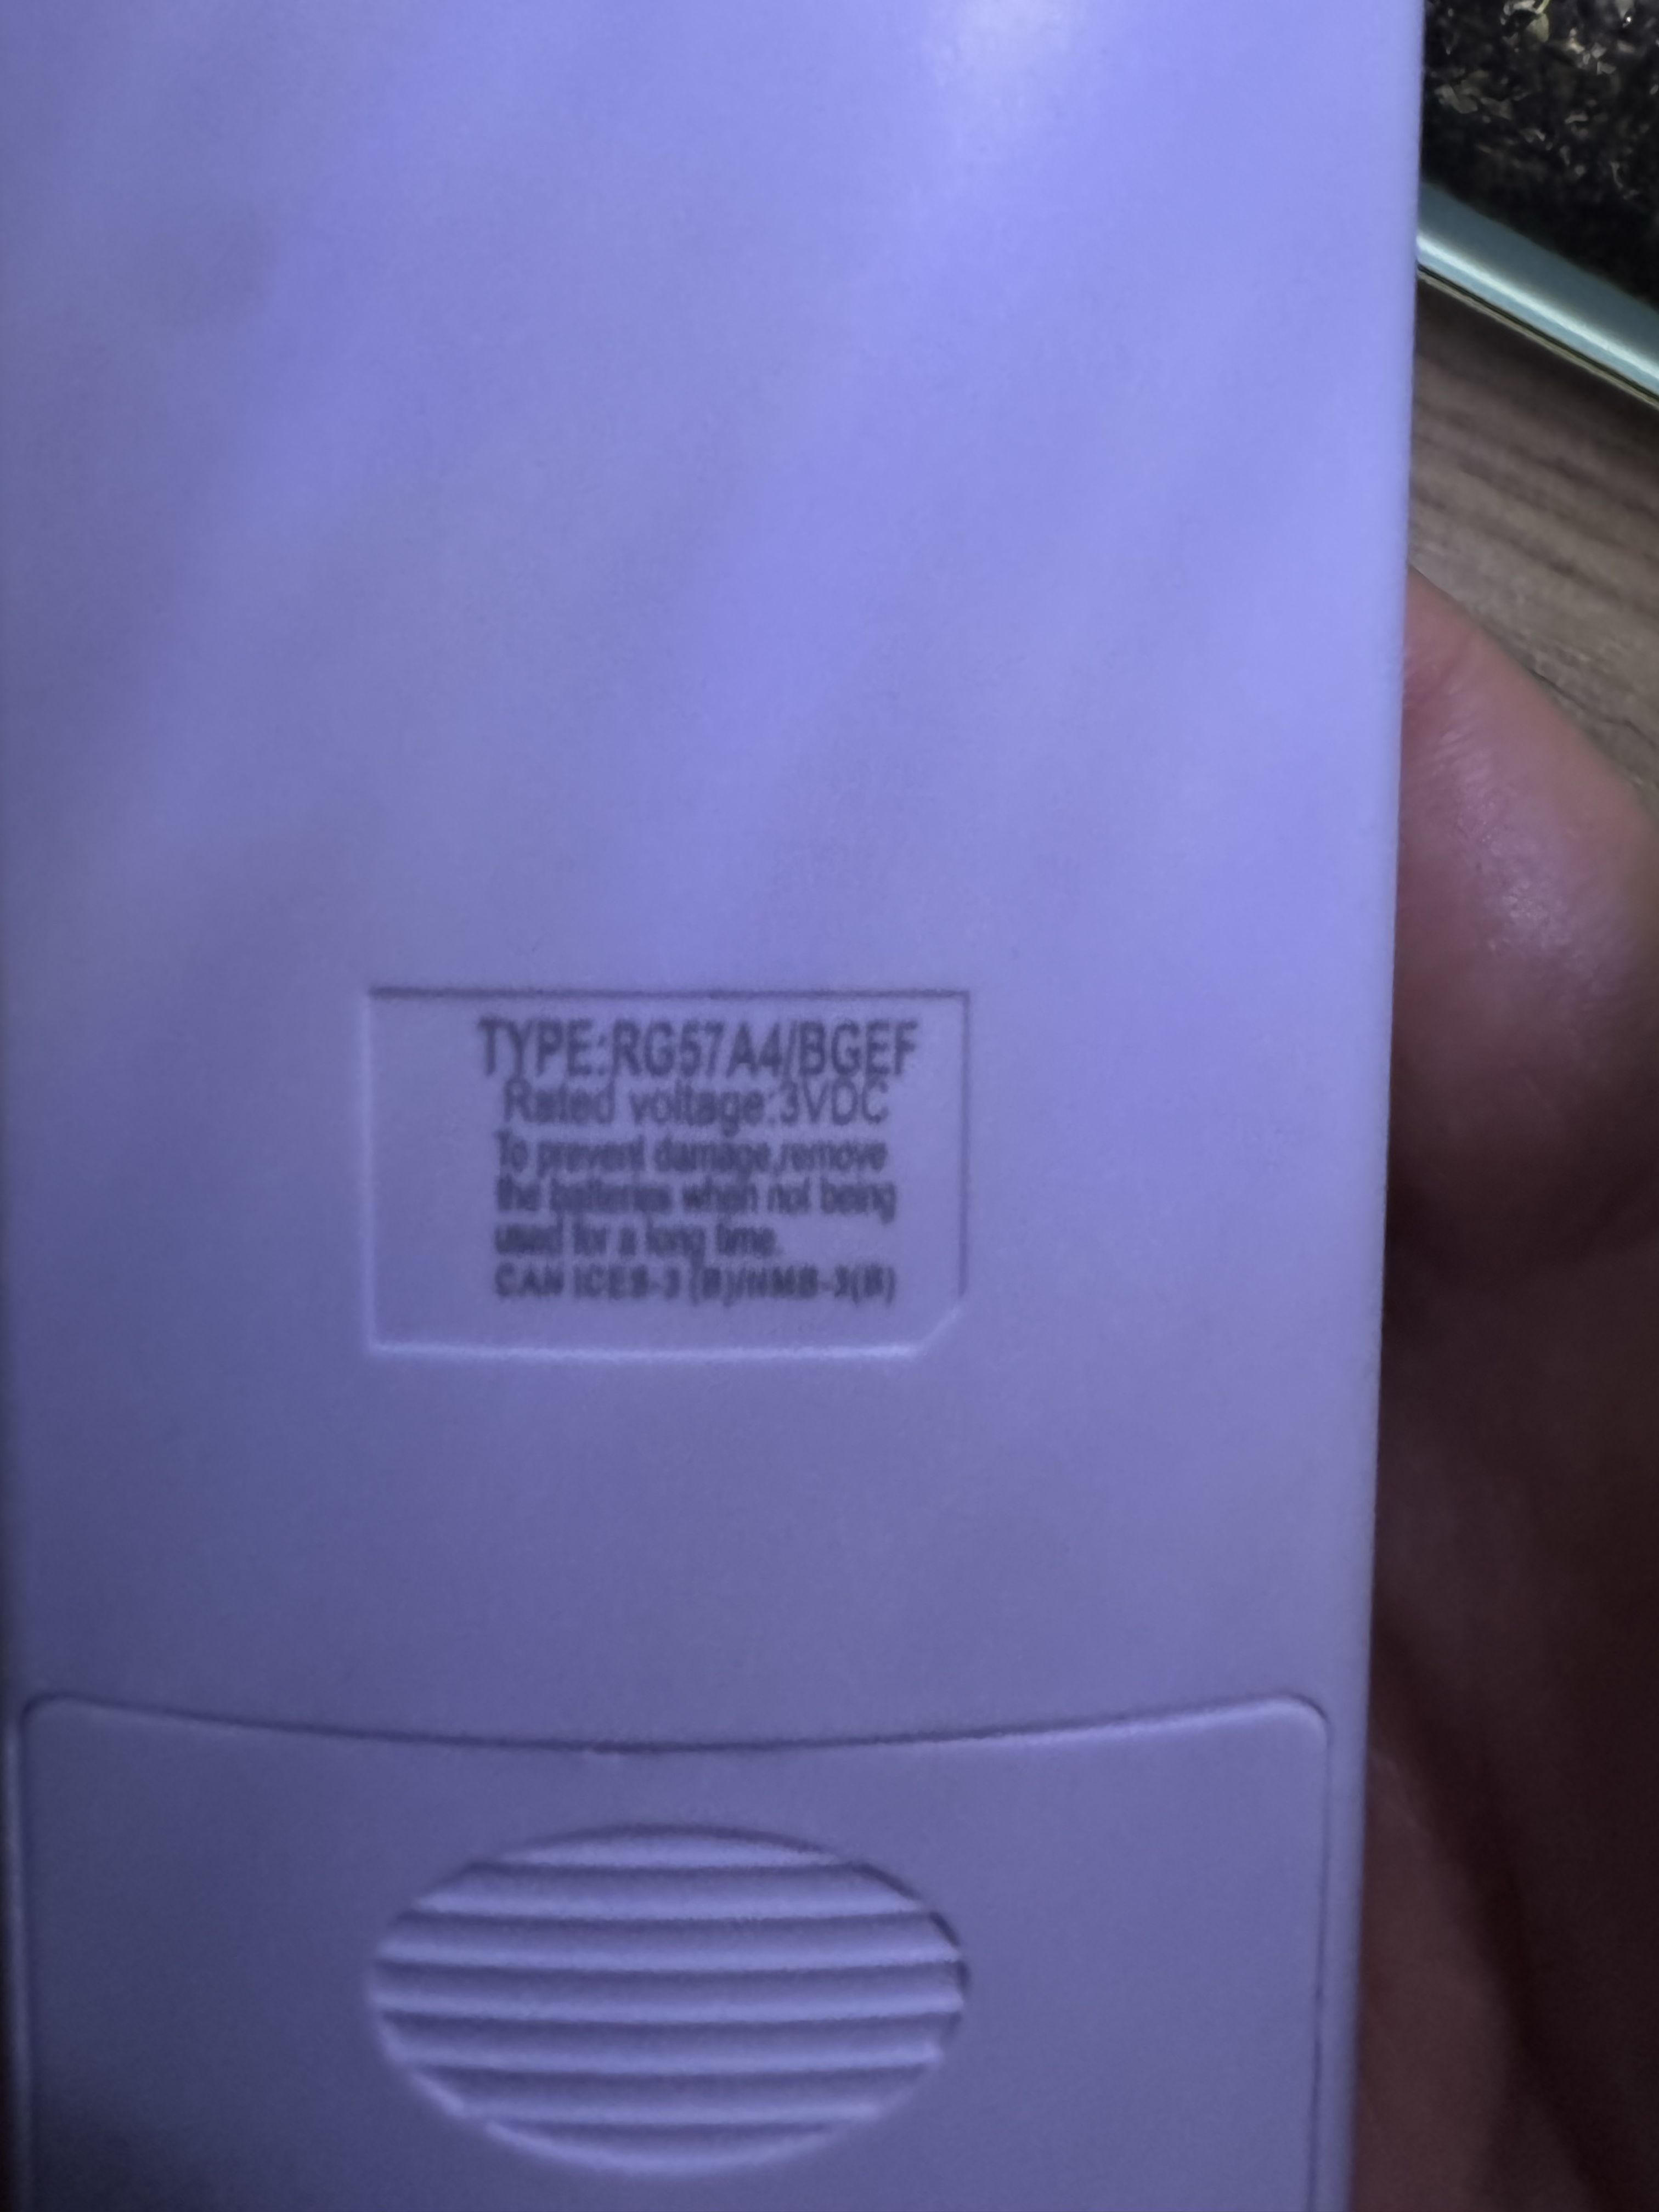 TYPE:RG57A4/BGEF
Rated voltage:3VDC
To prevent damage,remove
the batteries when not being
used for a long time.
CAN ICES-3 (B)/NMB-3(B)